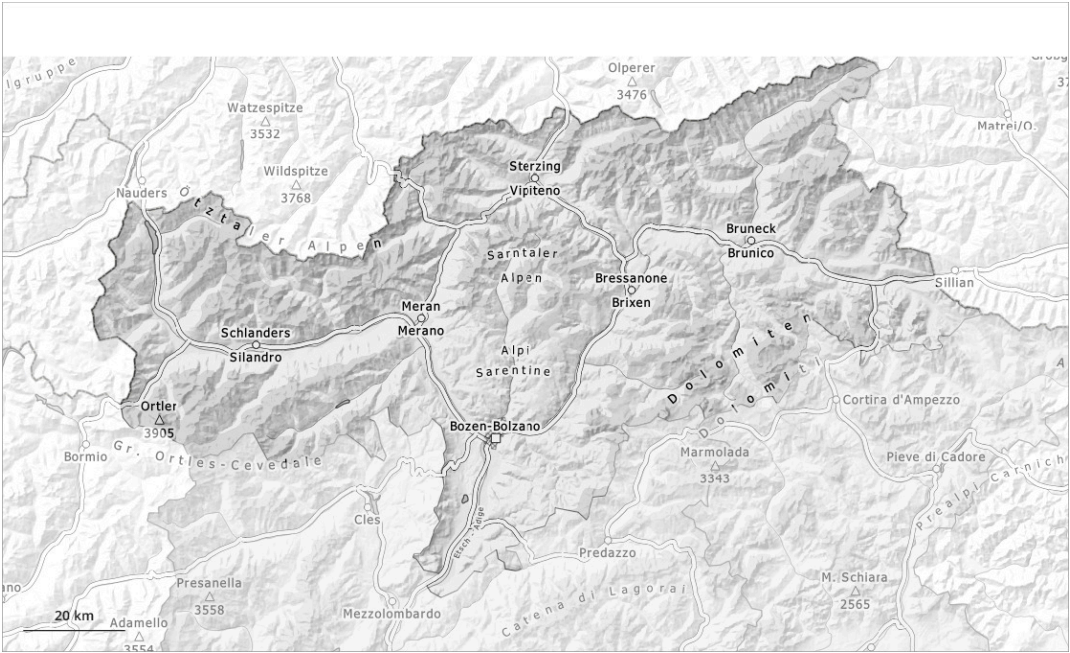 lgruppe
Olperer
3476
Watzespitze
3532
Matrei/O.
Sterzing
Vipiteno
Wildspitze
3768
Nauders
Ötztaler Alpen
Bruneck
Brunico
Sarntaler
Alpen
Bressanone
Brixen
Sillian
Meran
Merano
Schlanders
Silandro
Alpi
Sarentine
Dolomiten
Dolomiti
Ortler
3905
Cortina d'Ampezzo
Bozen-Bolzano
Bormio
Gr. Ortles-Cevedale
Marmolada
3343
Pieve di Cadore
Prealpi Carnich
Cles
Etsch - Adige
Predazzo
Presanella
3558
M. Schiara
2565
Mezzolombardo
Catena di Lagorai
20 km
Adamello
3554